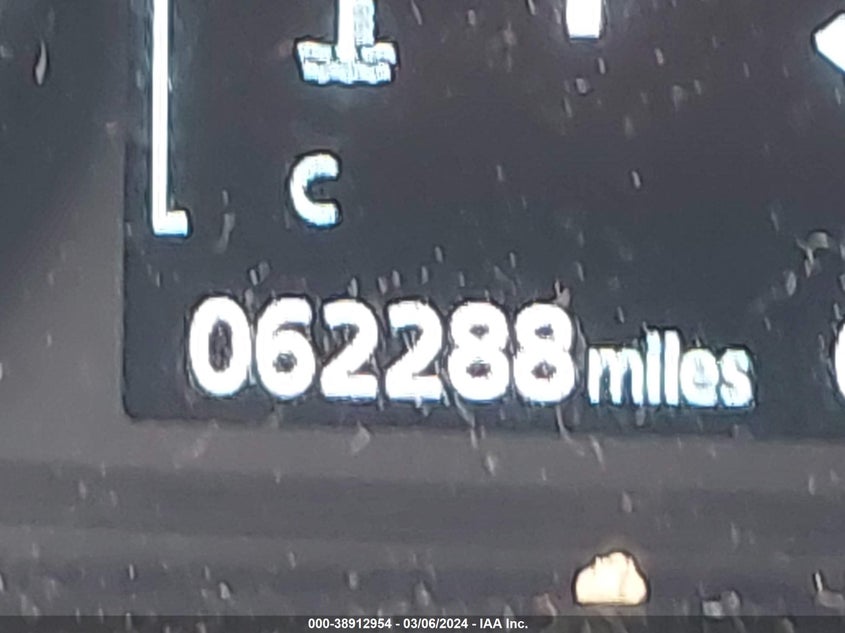 C
062288 miles
000-38912954 - 03/06/2024 - IAA Inc.